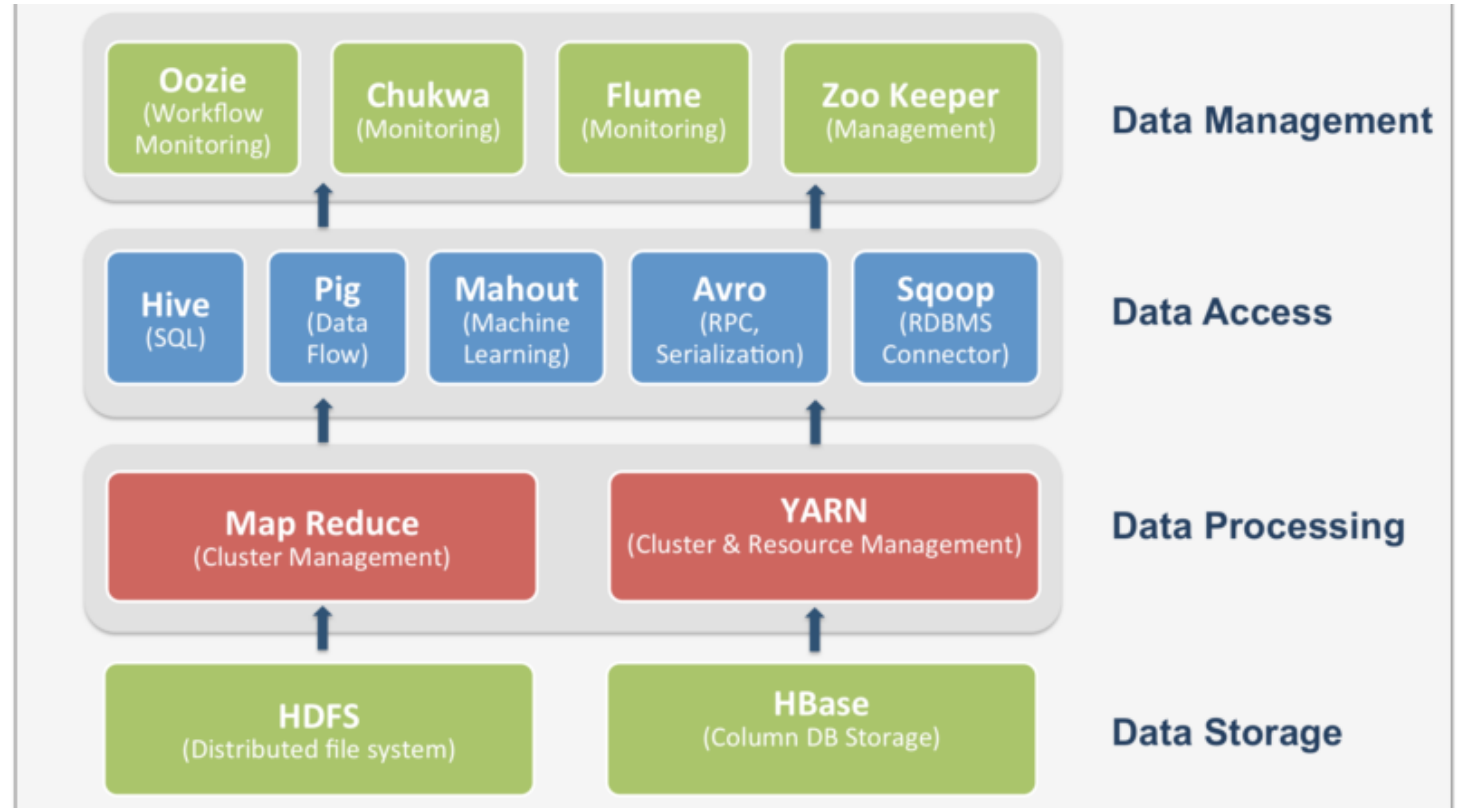 Oozie
(Workflow
Monitoring)
Chukwa
(Monitoring)
Flume
(Monitoring)
Zoo Keeper
(Management)
Data Management
Hive
(SQL)
Pig
(Data
Flow)
Mahout
(Machine
Learning)
Avro
(RPC,
Serialization)
Sqoop
(RDBMS
Connector)
Data Access
Map Reduce
(Cluster Management)
YARN
(Cluster & Resource Management)
Data Processing
HDFS
(Distributed file system)
HBase
(Column DB Storage)
Data Storage